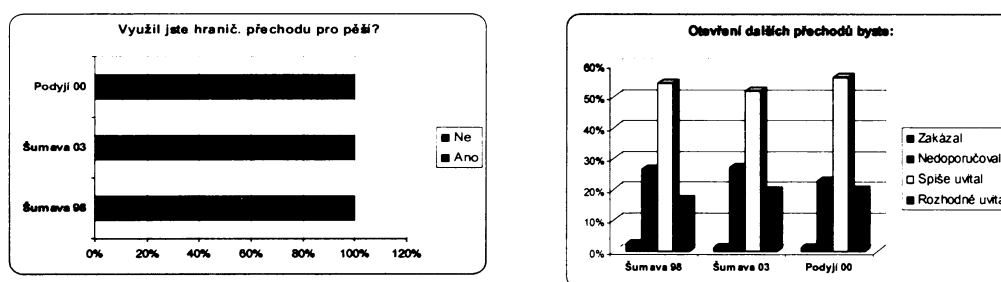 Využil jste hranič. přechodu pro pěší?
Podyjí 00
Šumava 03
Šumava 98
0% 20% 40% 60% 80% 100% 120%
Ne
Ano
Otevření dalších přechodů byste:
60%
50%
40%
30%
20%
10%
0%
Šumava 98 Šumava 03 Podyjí 00
Zakázal
Nedoporučoval
Spíše uvítal
Rozhodně uvíta